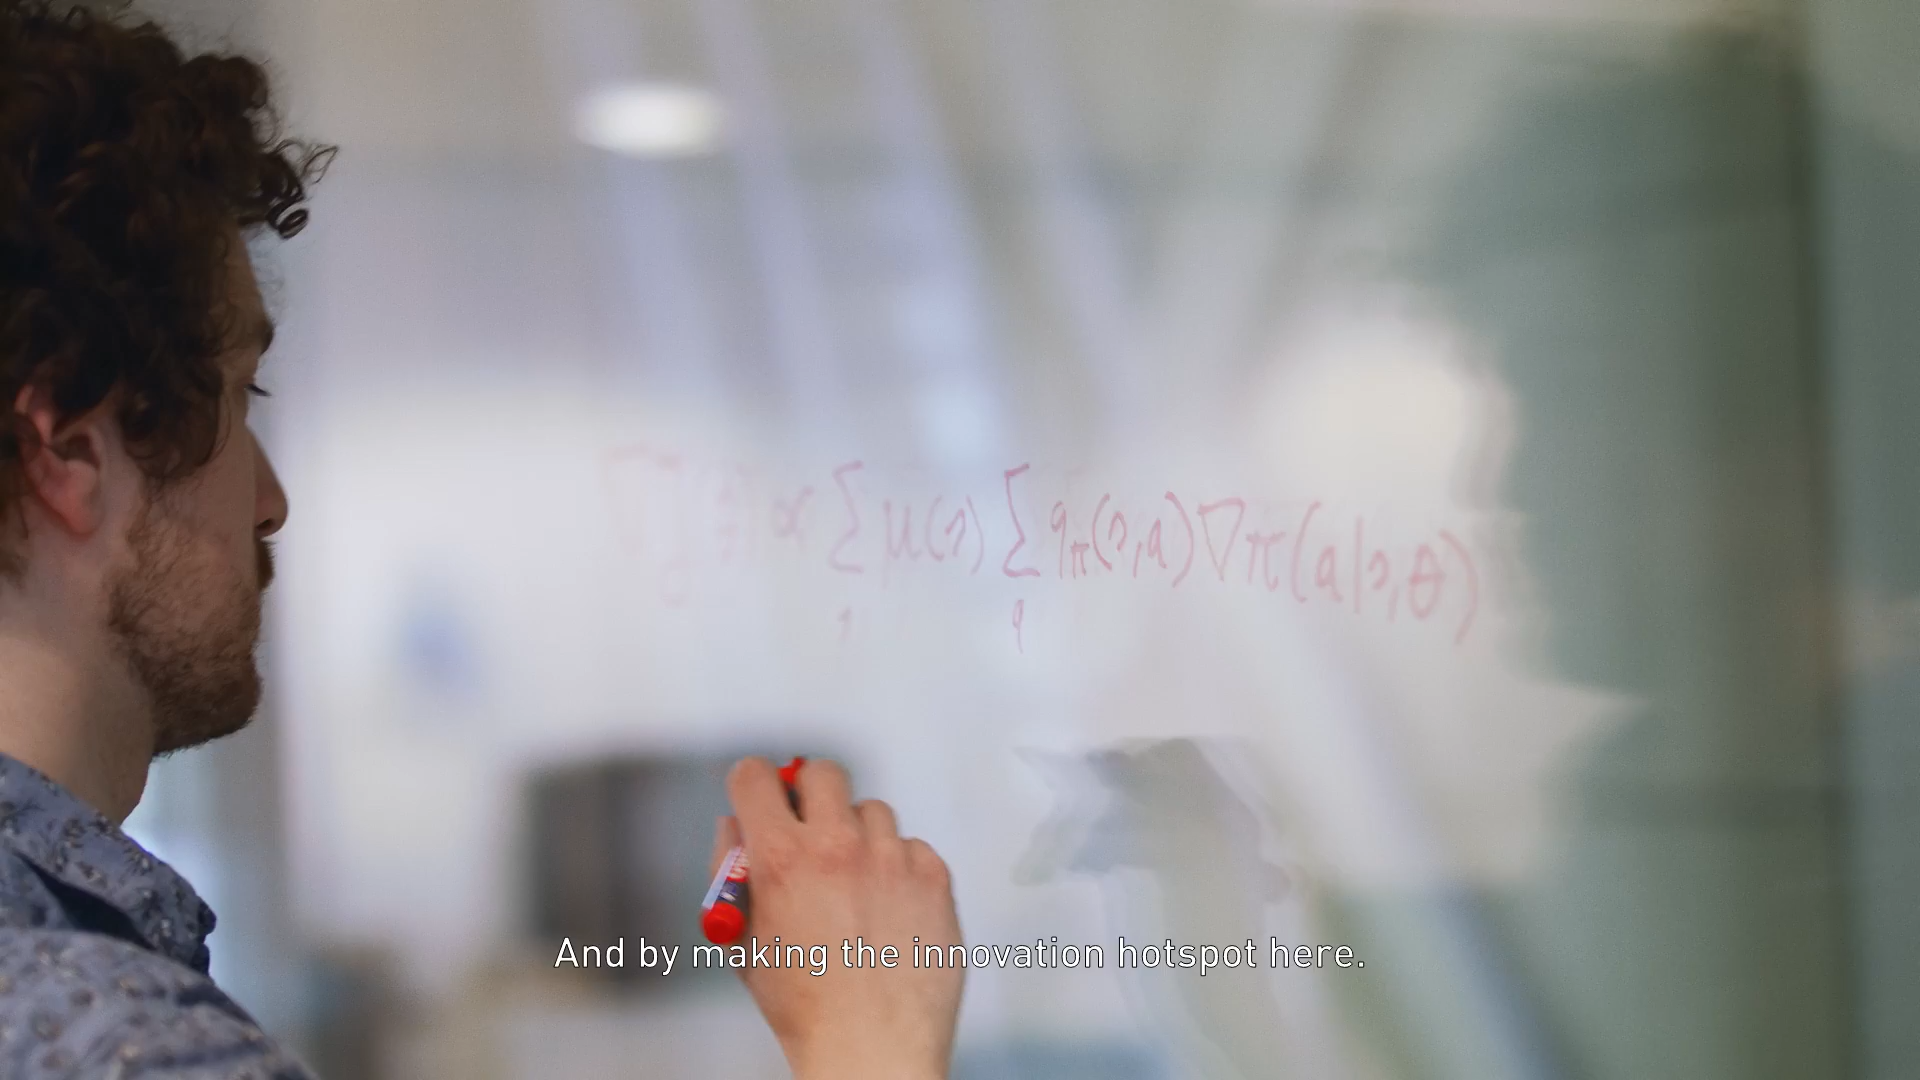 ∇J(θ) ∝ Σ μ(s) Σ qπ(s,a) ∇π(a|s,θ)
s a
And by making the innovation hotspot here.